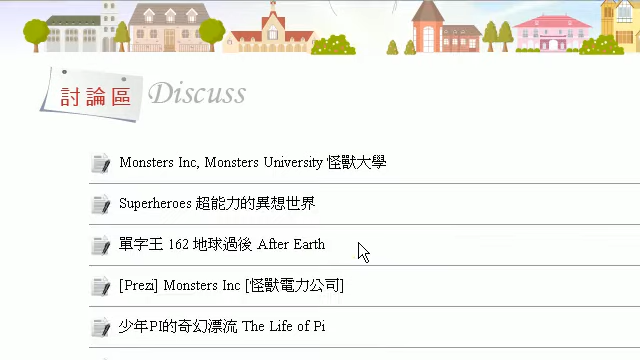 討論區 Discuss
Monsters Inc, Monsters University 怪獸大學
Superheroes 超能力的異想世界
單字王 162 地球過後 After Earth
[Prezi] Monsters Inc [怪獸電力公司]
少年PI的奇幻漂流 The Life of Pi